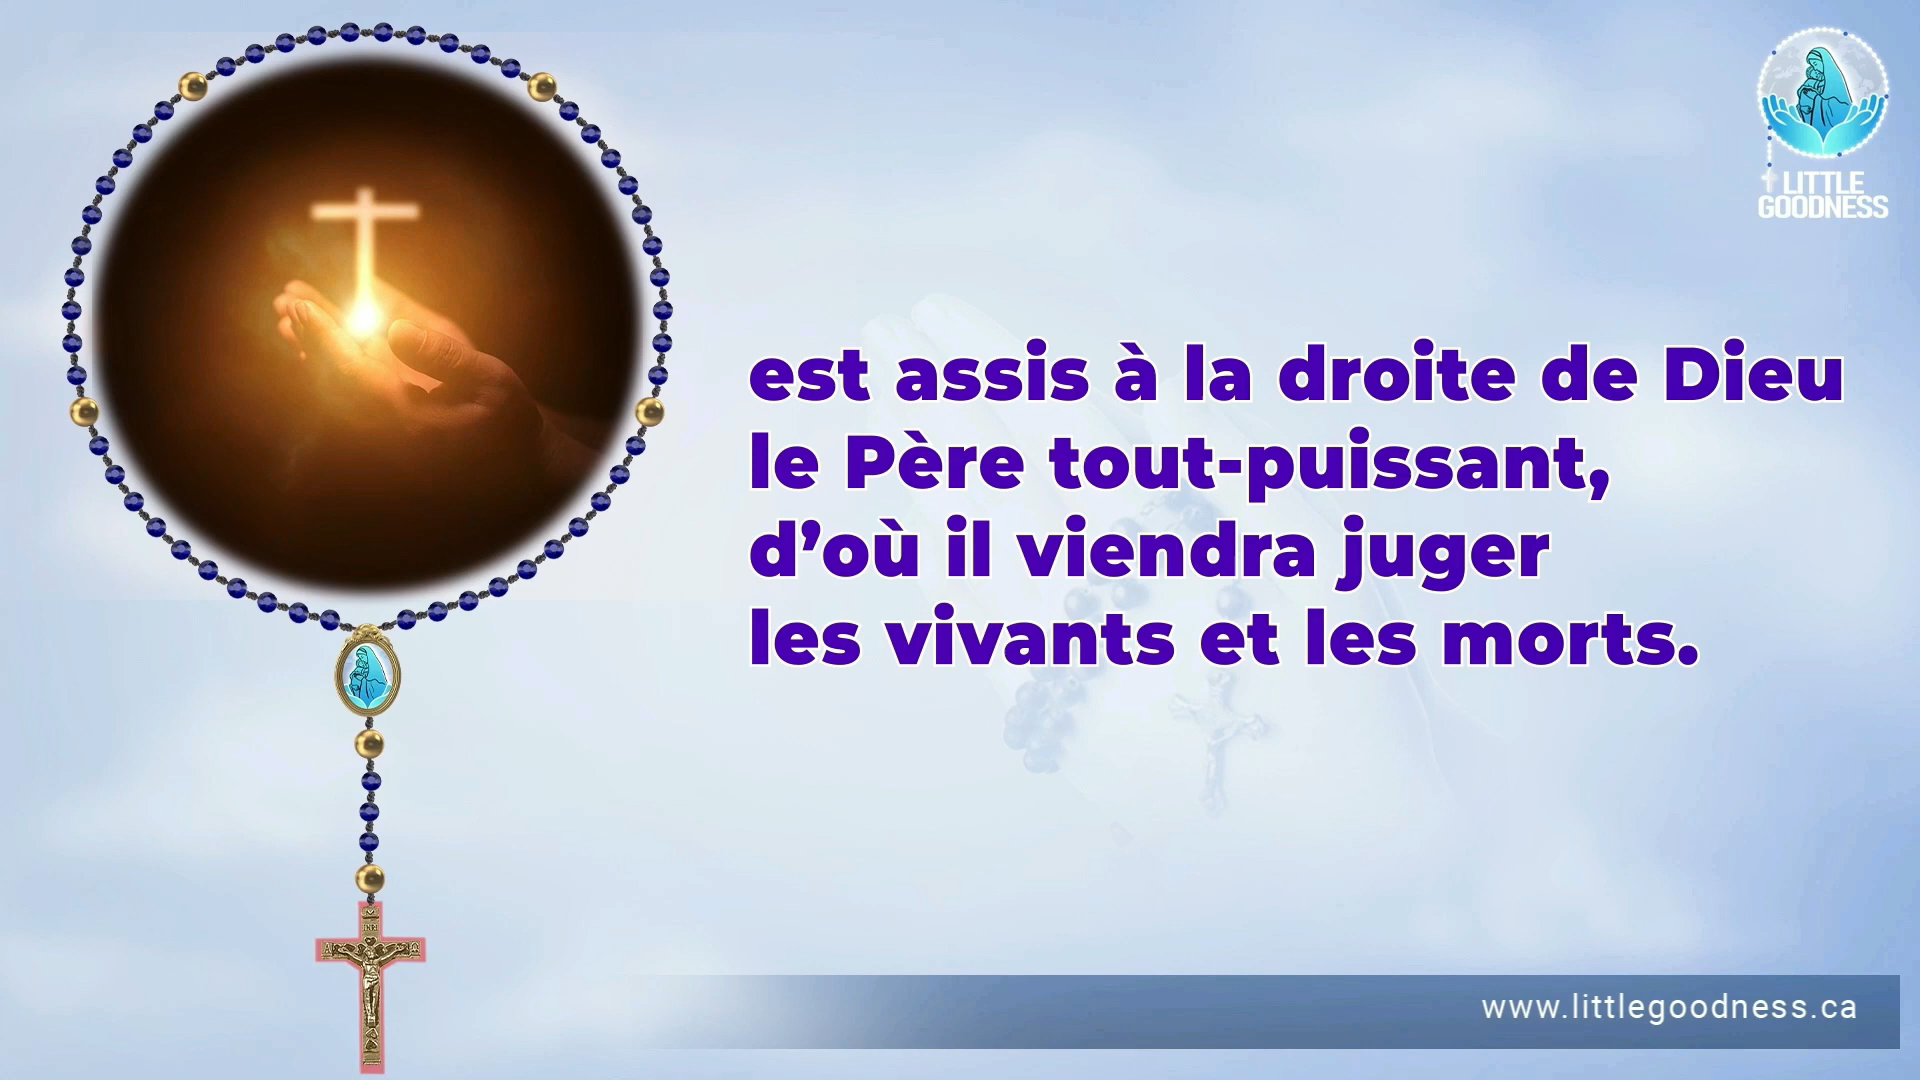 LITTLE
GOODNESS
est assis à la droite de Dieu
le Père tout-puissant,
d’où il viendra juger
les vivants et les morts.
INRI
A Ω
www.littlegoodness.ca